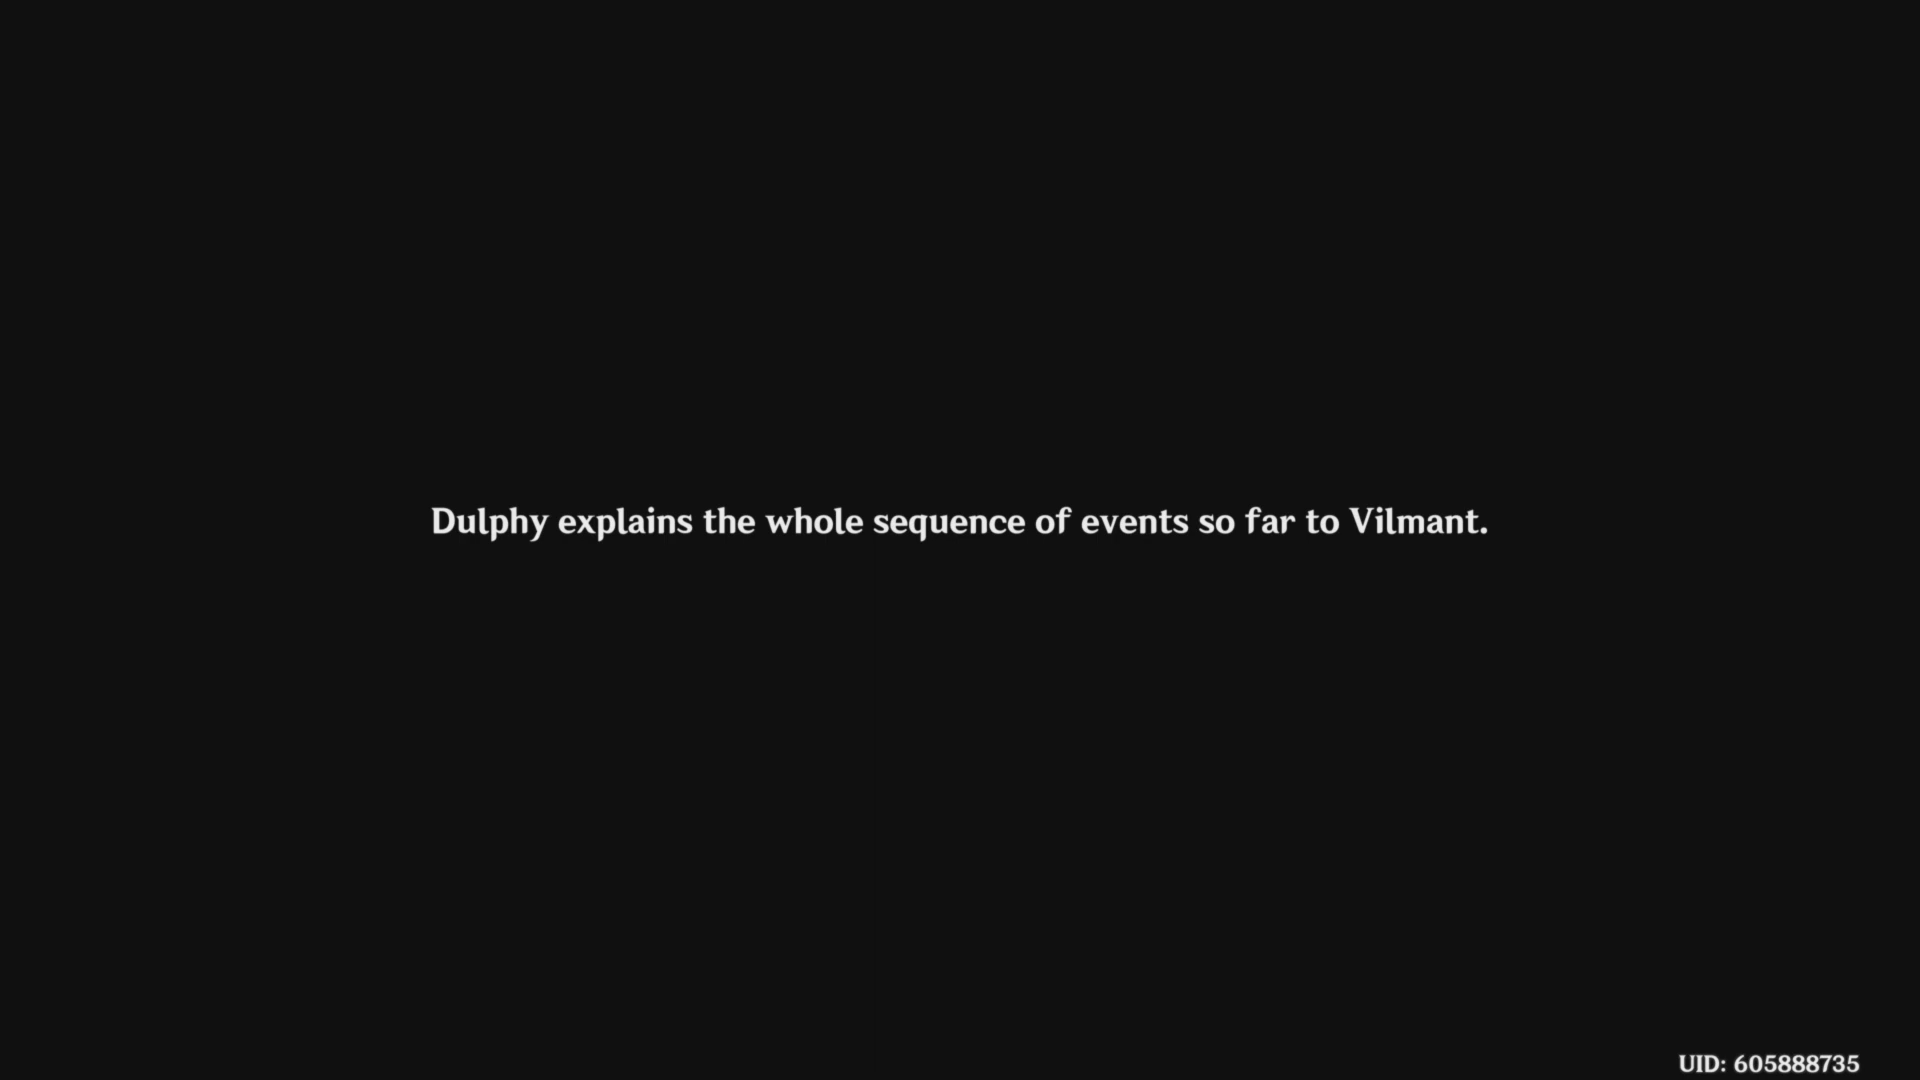 Dulphy explains the whole sequence of events so far to Vilmant.
UID: 605888735